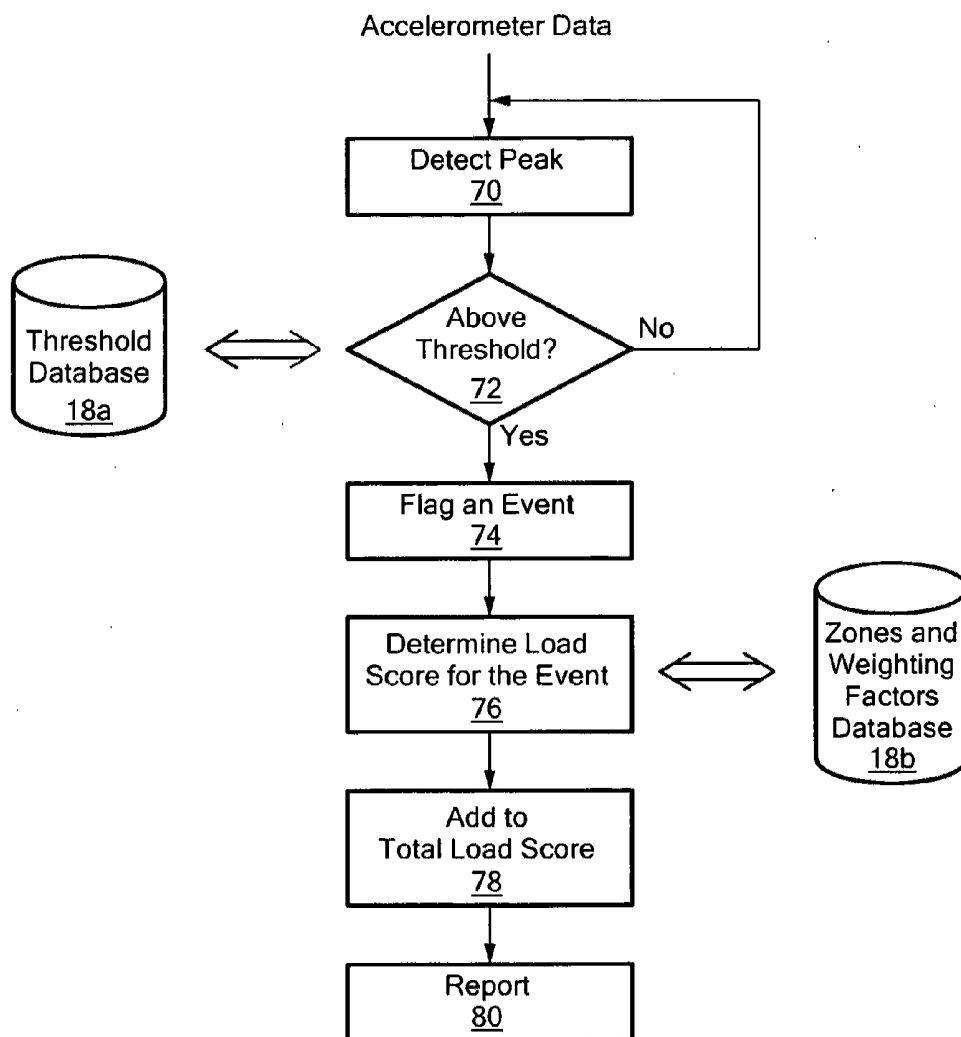 Accelerometer Data
Detect Peak
70
Above
Threshold?
72
No
Threshold
Database
18a
Yes
Flag an Event
74
Determine Load
Score for the Event
76
Zones and
Weighting
Factors
Database
18b
Add to
Total Load Score
78
Report
80